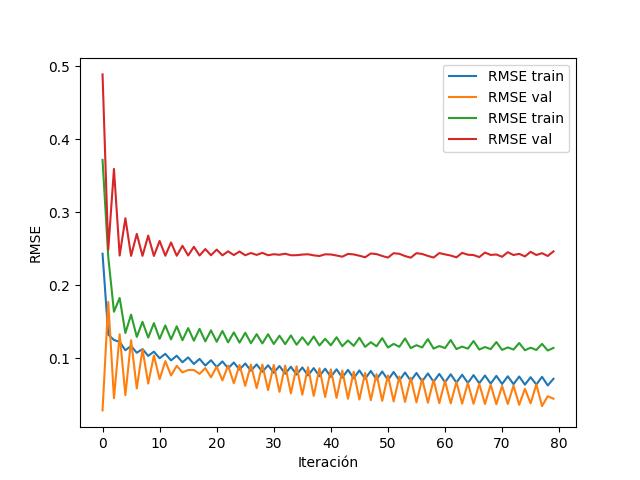 0.5
0.4
0.3
0.2
0.1
RMSE
RMSE train
RMSE val
RMSE train
RMSE val
0 10 20 30 40 50 60 70 80
Iteración